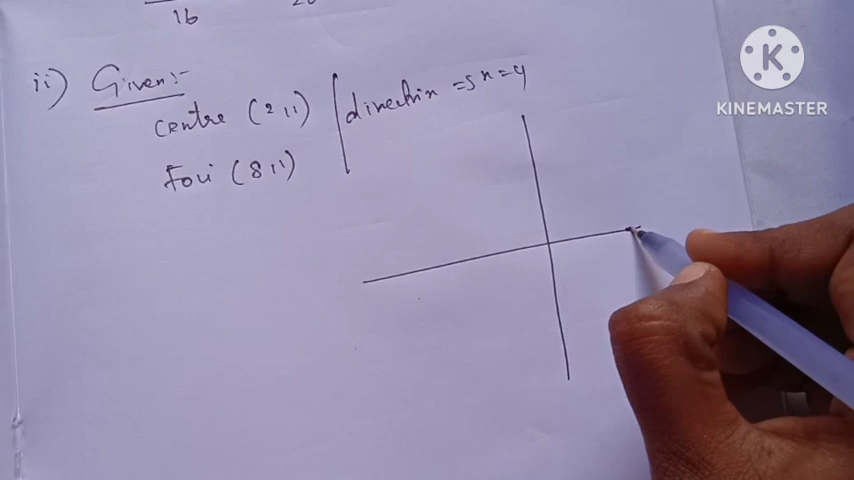 16
ii) Given:-
centre (2,1) directrix => x=4
Foci (8,1)
K
KINEMASTER